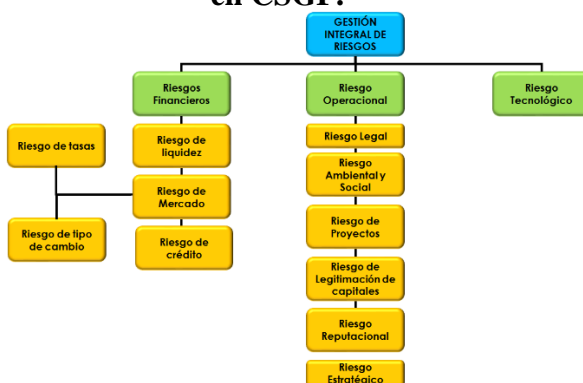 en CSGP?
GESTIÓN
INTEGRAL DE
RIESGOS
Riesgos
Financieros
Riesgo
Operacional
Riesgo
Tecnológico
Riesgo de tasas
Riesgo de
liquidez
Riesgo de
Mercado
Riesgo de tipo
de cambio
Riesgo de
crédito
Riesgo Legal
Riesgo
Ambiental y
Social
Riesgo de
Proyectos
Riesgo de
Legitimación de
capitales
Riesgo
Reputacional
Riesgo
Estratégico